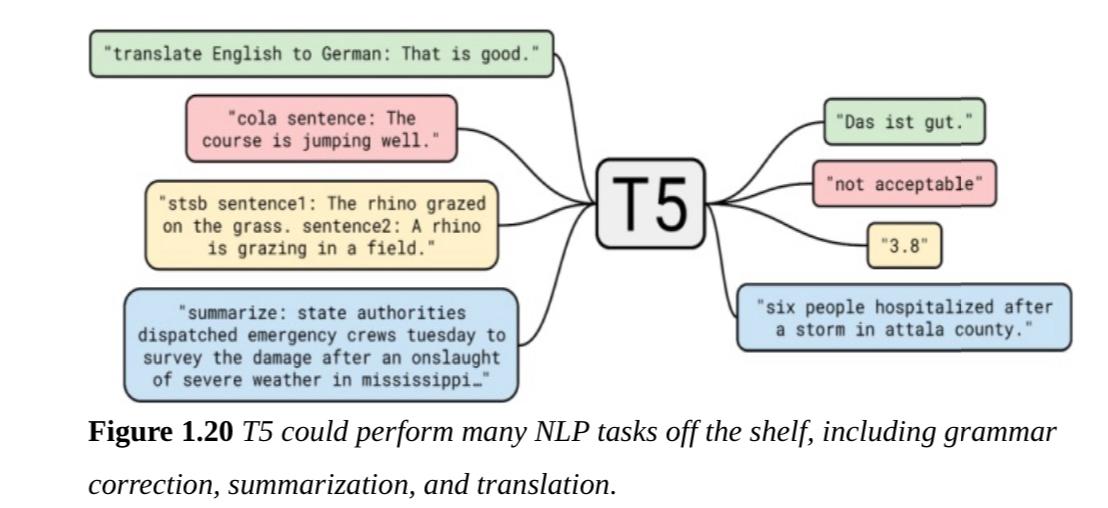 "translate English to German: That is good."
"cola sentence: The
course is jumping well."
"stsb sentence1: The rhino grazed
on the grass. sentence2: A rhino
is grazing in a field."
"summarize: state authorities
dispatched emergency crews tuesday to
survey the damage after an onslaught
of severe weather in mississippi…"
T5
"Das ist gut."
"not acceptable"
"3.8"
"six people hospitalized after
a storm in attala county."
Figure 1.20 T5 could perform many NLP tasks off the shelf, including grammar
correction, summarization, and translation.